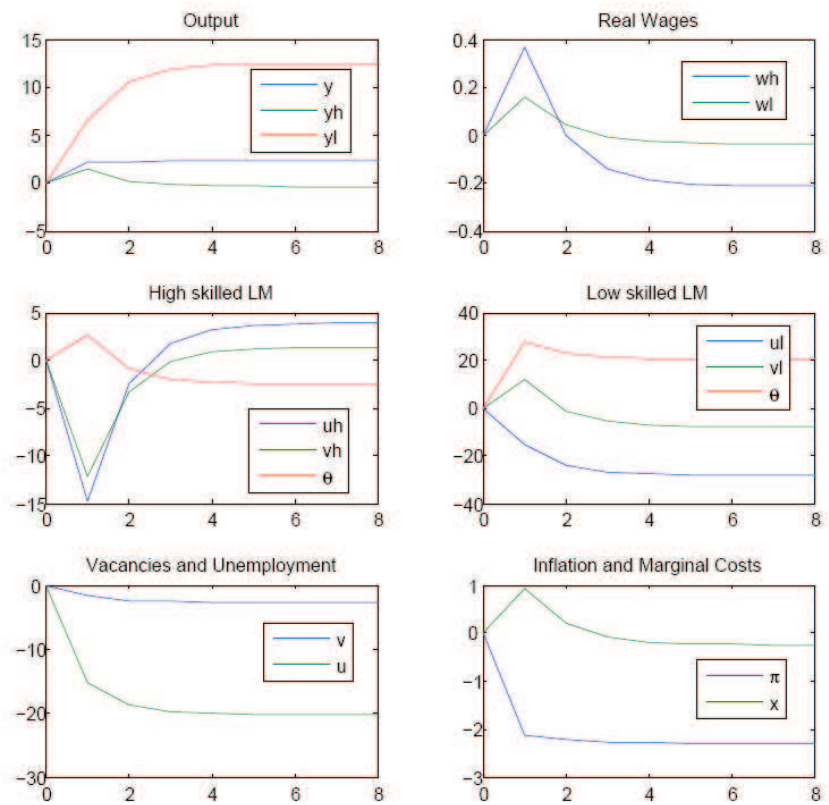 Output
15
10
5
0
−5
0
2
4
6
8
y
yh
yl
Real Wages
0.4
0.2
0
−0.2
−0.4
0
2
4
6
8
wh
wl
High skilled LM
5
0
−5
−10
−15
0
2
4
6
8
uh
vh
θ
Low skilled LM
40
20
0
−20
−40
0
2
4
6
8
ul
vl
θ
Vacancies and Unemployment
0
−10
−20
−30
0
2
4
6
8
v
u
Inflation and Marginal Costs
1
0
−1
−2
−3
0
2
4
6
8
π
x